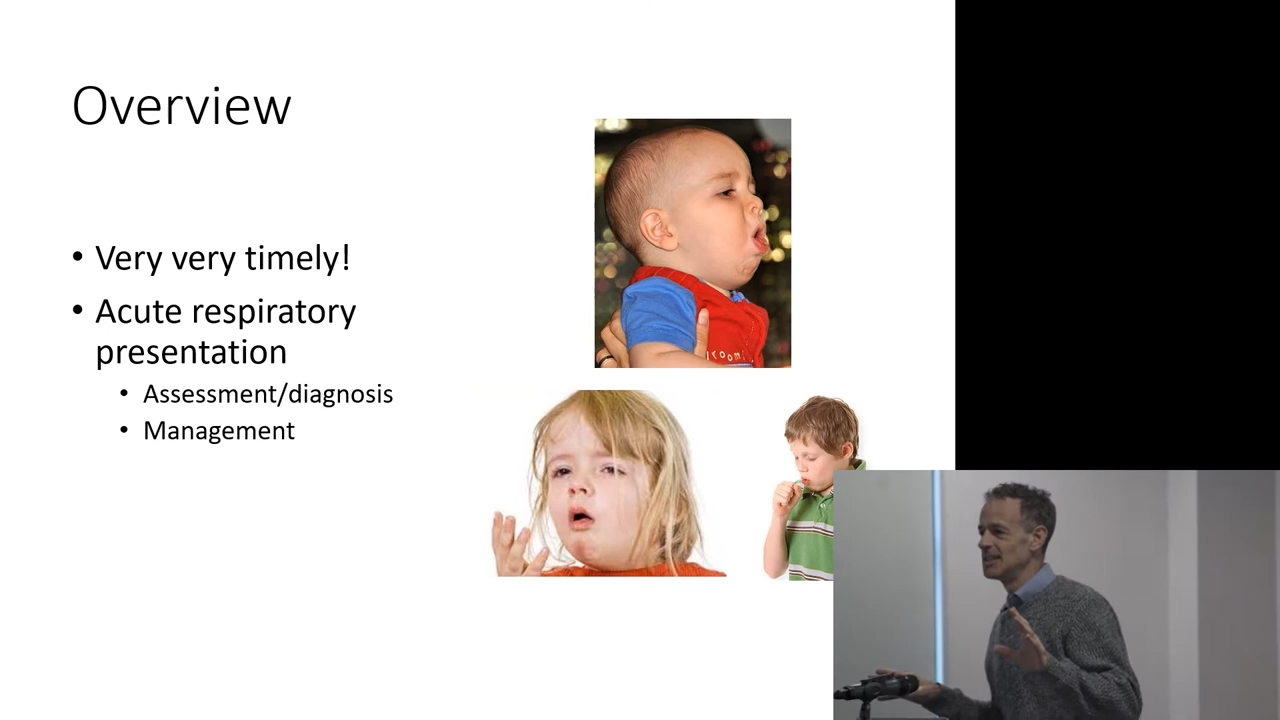 Overview
• Very very timely!
• Acute respiratory
presentation
• Assessment/diagnosis
• Management